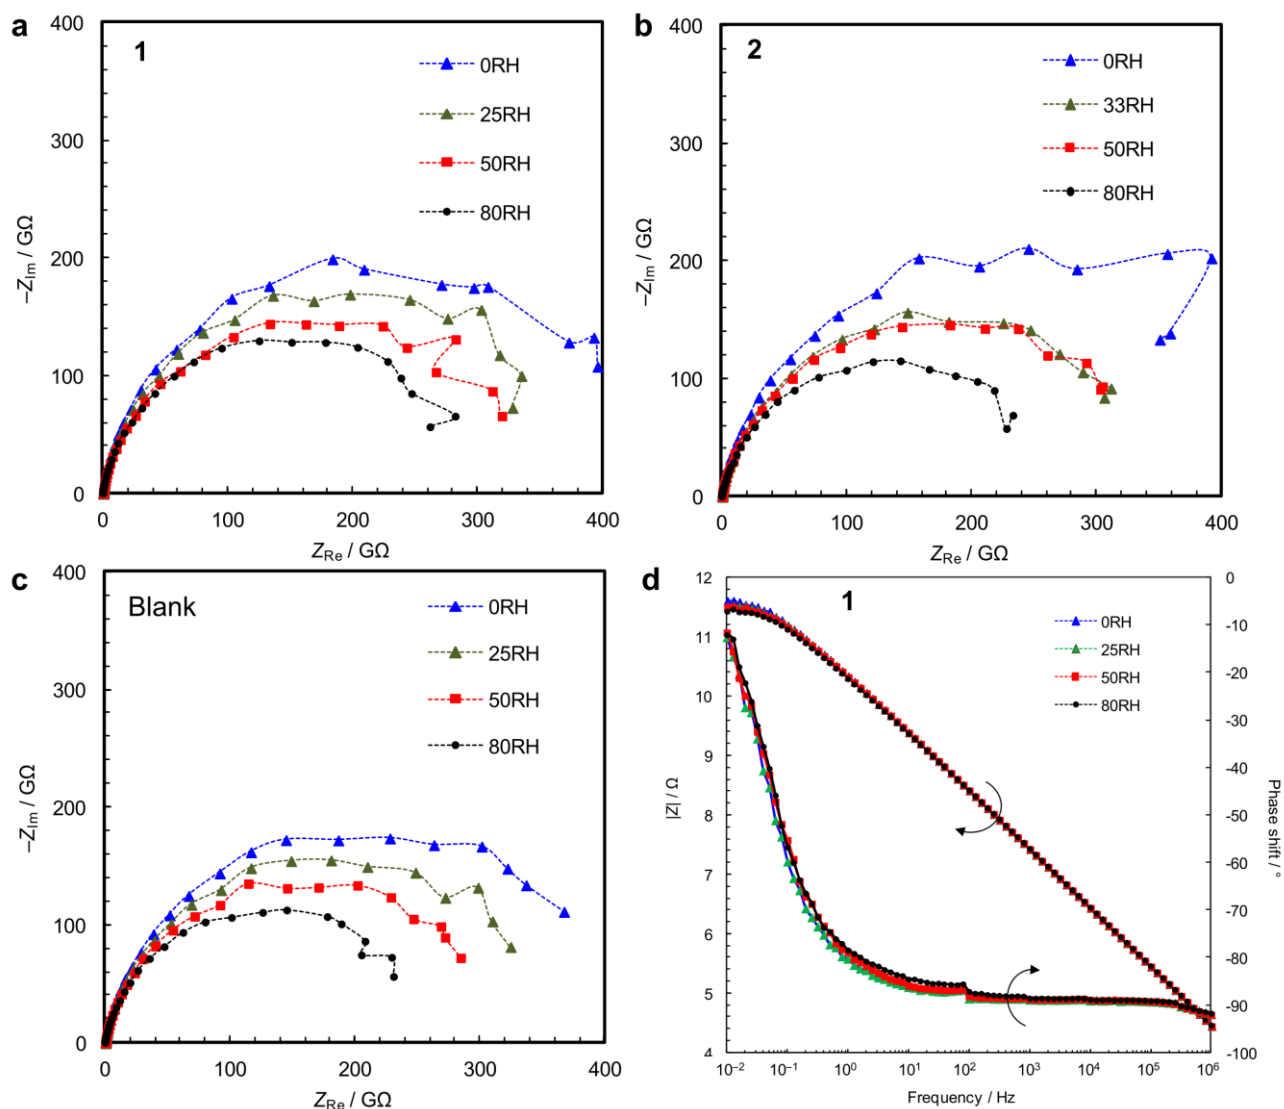 a
1
0RH
25RH
50RH
80RH
400
300
200
100
0
–ZIm / GΩ
0 100 200 300 400
ZRe / GΩ
b
2
0RH
33RH
50RH
80RH
400
300
200
100
0
–ZIm / GΩ
0 100 200 300 400
ZRe / GΩ
c
Blank
0RH
25RH
50RH
80RH
400
300
200
100
0
–ZIm / GΩ
0 100 200 300 400
ZRe / GΩ
d
1
0RH
25RH
50RH
80RH
12
11
10
9
8
7
6
5
4
|Z| / Ω
0
-10
-20
-30
-40
-50
-60
-70
-80
-90
-100
Phase shift / °
10⁻² 10⁻¹ 10⁰ 10¹ 10² 10³ 10⁴ 10⁵ 10⁶
Frequency / Hz